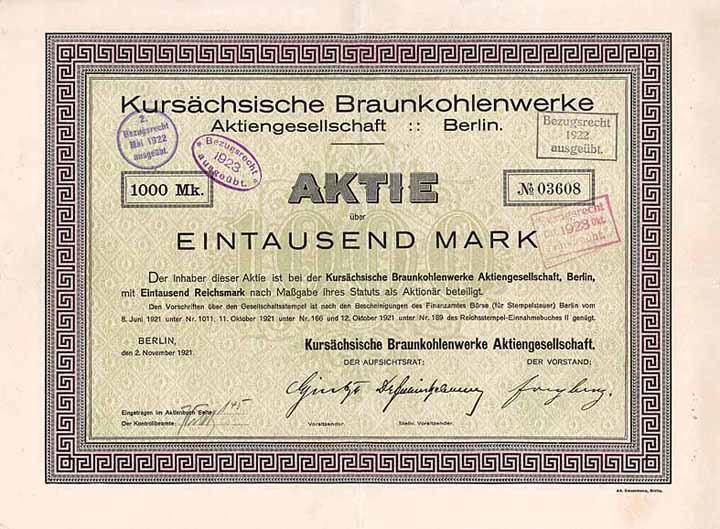 Kursächsische Braunkohlenwerke
Aktiengesellschaft :: Berlin.
2.
Bezugsrecht
Mai 1922
ausgeübt.
* Bezugsrecht *
1923
ausgeübt.
Bezugsrecht
1922
ausgeübt.
1000 Mk.
AKTIE
№ 03608
über
1923 Okt.
EINTAUSEND MARK
Der Inhaber dieser Aktie ist bei der Kursächsische Braunkohlenwerke Aktiengesellschaft, Berlin,
mit Eintausend Reichsmark nach Maßgabe ihres Statuts als Aktionär beteiligt.
Den Vorschriften über den Gesellschaftsstempel ist nach den Bescheinigungen des Finanzamtes Börse (für Stempelsteuer) Berlin vom
8. Juni 1921 unter Nr. 1011, 11. Oktober 1921 unter Nr. 166 und 12. Oktober 1921 unter Nr. 189 des Reichsstempel-Einnahmebuches II genügt.
BERLIN,
den 2. November 1921.
Kursächsische Braunkohlenwerke Aktiengesellschaft.
DER AUFSICHTSRAT:
DER VORSTAND:
Eingetragen im Aktienbuch Seite 145
Der Kontrollbeamte:
Vorsitzender.
Stellv. Vorsitzender.